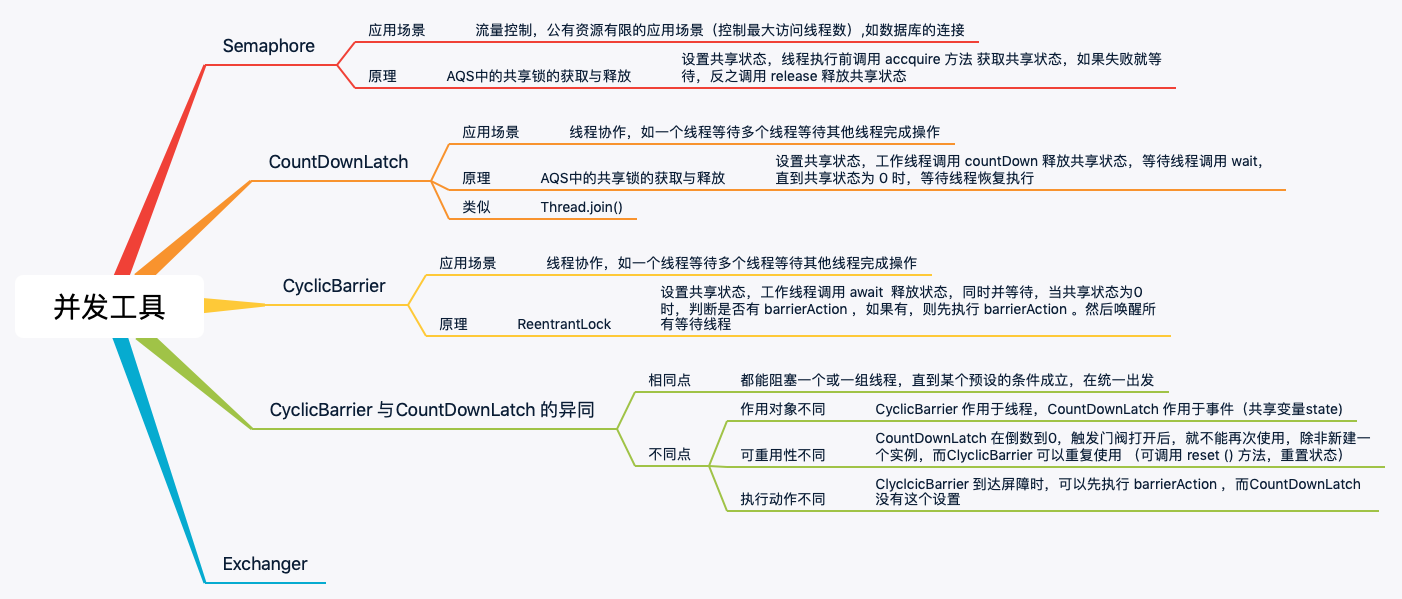 并发工具
Semaphore
应用场景
流量控制，公有资源有限的应用场景（控制最大访问线程数）,如数据库的连接
原理
AQS中的共享锁的获取与释放
设置共享状态，线程执行前调用 accquire 方法 获取共享状态，如果失败就等
待，反之调用 release 释放共享状态
CountDownLatch
应用场景
线程协作，如一个线程等待多个线程等待其他线程完成操作
原理
AQS中的共享锁的获取与释放
设置共享状态，工作线程调用 countDown 释放共享状态，等待线程调用 wait,
直到共享状态为 0 时，等待线程恢复执行
类似
Thread.join()
CyclicBarrier
应用场景
线程协作，如一个线程等待多个线程等待其他线程完成操作
原理
ReentrantLock
设置共享状态，工作线程调用 await 释放状态，同时并等待，当共享状态为0
时，判断是否有 barrierAction ，如果有，则先执行 barrierAction 。然后唤醒所
有等待线程
CyclicBarrier 与CountDownLatch 的异同
相同点
都能阻塞一个或一组线程，直到某个预设的条件成立，在统一出发
不同点
作用对象不同
CyclicBarrier 作用于线程，CountDownLatch 作用于事件（共享变量state)
可重用性不同
CountDownLatch 在倒数到0，触发门阀打开后，就不能再次使用，除非新建一
个实例，而ClyclicBarrier 可以重复使用 （可调用 reset () 方法，重置状态）
执行动作不同
ClyclcicBarrier 到达屏障时，可以先执行 barrierAction ，而CountDownLatch
没有这个设置
Exchanger